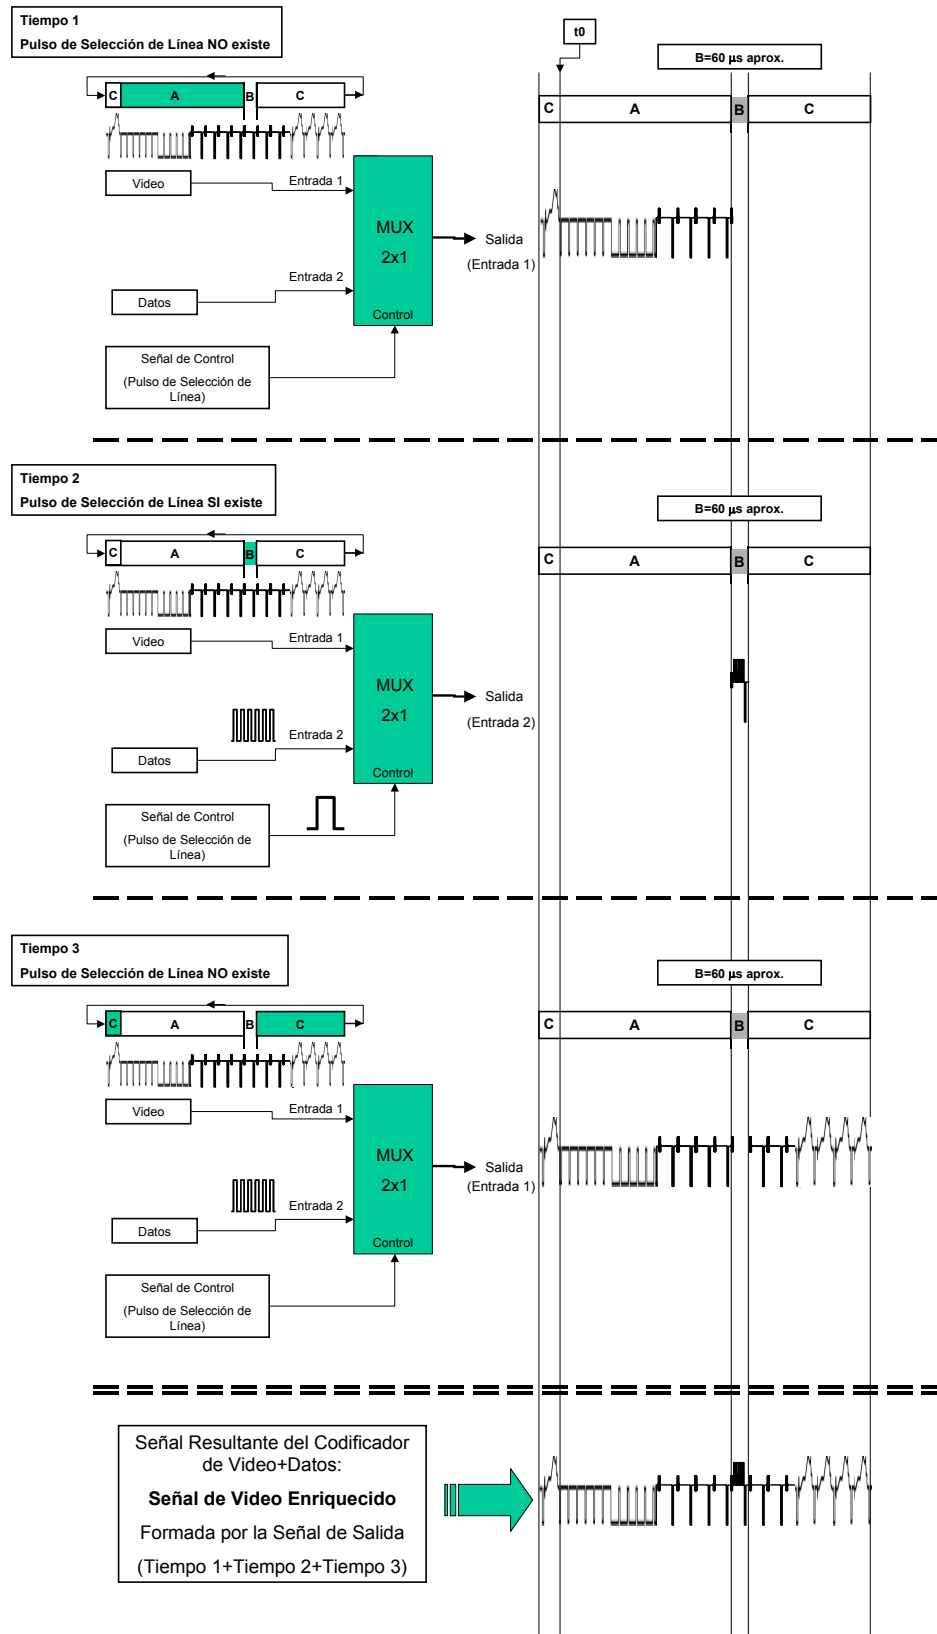 Tiempo 1
Pulso de Selección de Línea NO existe
t0
B=60 µs aprox.
C
A
B
C
C
A
B
C
Video
Entrada 1
MUX
2x1
Salida
(Entrada 1)
Entrada 2
Datos
Control
Señal de Control
(Pulso de Selección de
Línea)
Tiempo 2
Pulso de Selección de Línea SI existe
B=60 µs aprox.
C
A
B
C
C
A
B
C
Video
Entrada 1
MUX
2x1
Salida
(Entrada 2)
Entrada 2
Datos
Control
Señal de Control
(Pulso de Selección de
Línea)
Tiempo 3
Pulso de Selección de Línea NO existe
B=60 µs aprox.
C
A
B
C
C
A
B
C
Video
Entrada 1
MUX
2x1
Salida
(Entrada 1)
Entrada 2
Datos
Control
Señal de Control
(Pulso de Selección de
Línea)
Señal Resultante del Codificador
de Video+Datos:
Señal de Video Enriquecido
Formada por la Señal de Salida
(Tiempo 1+Tiempo 2+Tiempo 3)